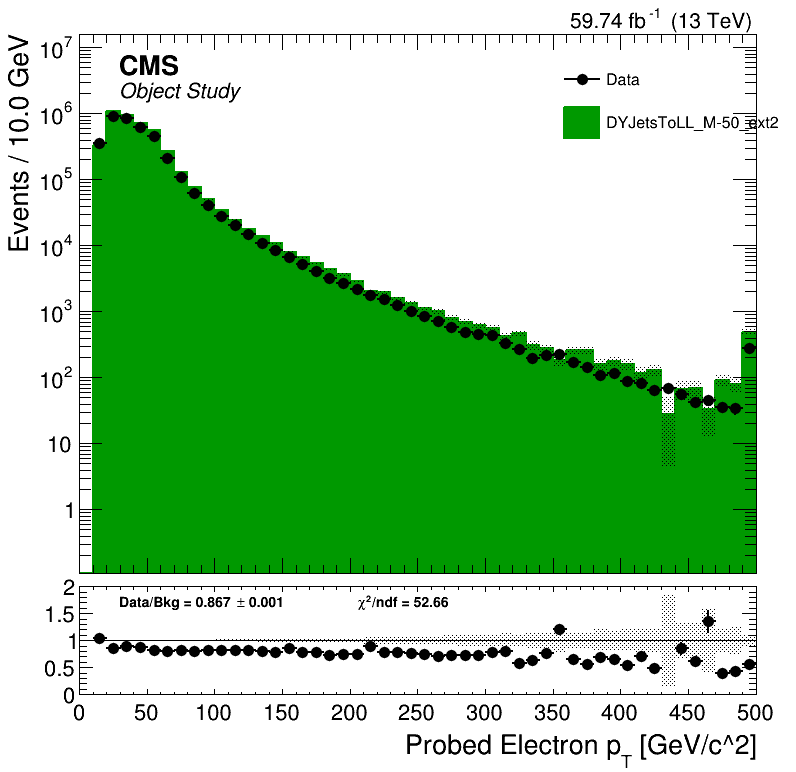 59.74 fb⁻¹ (13 TeV)
CMS
Object Study
Data
DYJetsToLL_M-50_ext2
Events / 10.0 GeV
10⁷
10⁶
10⁵
10⁴
10³
10²
10
1
Data/Bkg = 0.867 ± 0.001 χ²/ndf = 52.66
2
1.5
1
0.5
0
0 50 100 150 200 250 300 350 400 450 500
Probed Electron p_T [GeV/c^2]